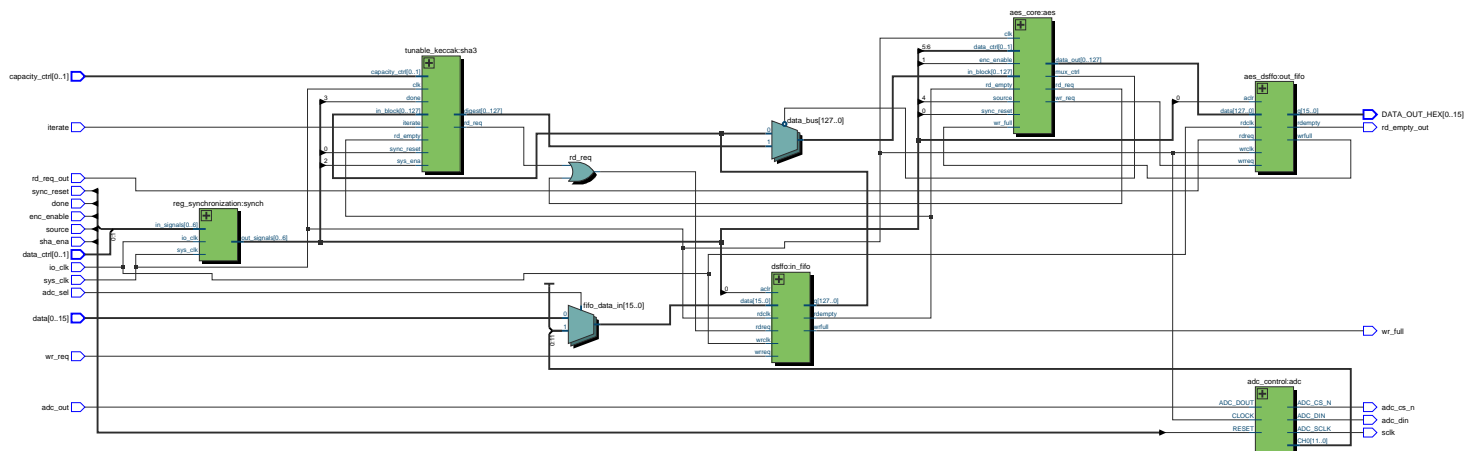 aes_core:aes
clk
data_ctrl[0..1]
enc_enable
in_block[0..127]
rd_empty
source
sync_reset
wr_full
data_out[0..127]
mux_ctrl
rd_req
wr_req
5:6
1
4
0
tunable_keccak:sha3
capacity_ctrl[0..1]
clk
done
in_block[0..127]
iterate
rd_empty
sync_reset
sys_ena
digest[0..127]
rd_req
3
0
2
aes_dsffo:out_fifo
aclr
data[127..0]
rdclk
rdreq
wrclk
wrreq
q[15..0]
rdempty
wrfull
0
data_bus[127..0]
0
1
rd_req
capacity_ctrl[0..1]
iterate
rd_req_out
sync_reset
done
enc_enable
source
sha_ena
data_ctrl[0..1]
io_clk
sys_clk
adc_sel
data[0..15]
wr_req
adc_out
reg_synchronization:synch
in_signals[0..6]
io_clk
sys_clk
out_signals[0..6]
0:1
fifo_data_in[15..0]
0
1
0:11
dsffo:in_fifo
aclr
data[15..0]
rdclk
rdreq
wrclk
wrreq
q[127..0]
rdempty
wrfull
0
adc_control:adc
ADC_DOUT
CLOCK
RESET
ADC_CS_N
ADC_DIN
ADC_SCLK
CH0[11..0]
DATA_OUT_HEX[0..15]
rd_empty_out
wr_full
adc_cs_n
adc_din
sclk